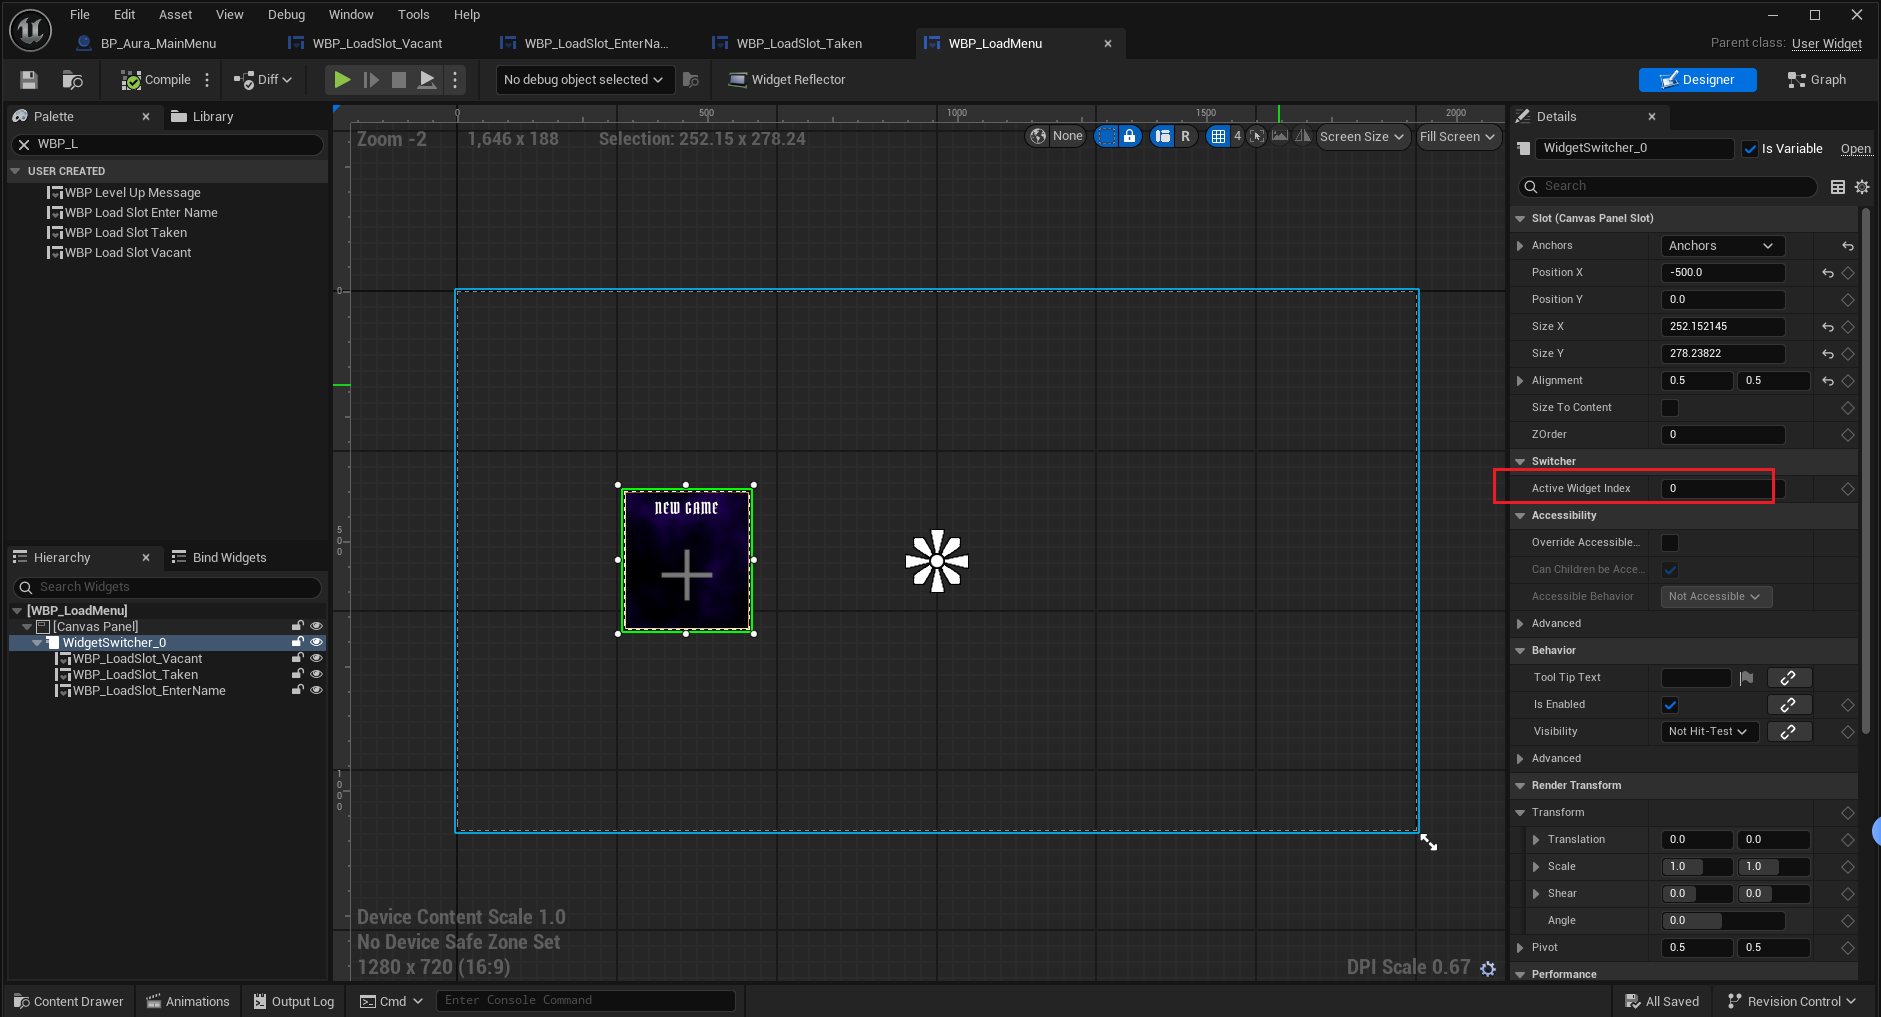 File Edit Asset View Debug Window Tools Help
BP_Aura_MainMenu WBP_LoadSlot_Vacant WBP_LoadSlot_EnterNa... WBP_LoadSlot_Taken WBP_LoadMenu Parent class: User Widget
Compile Diff No debug object selected Widget Reflector Designer Graph
Palette Library
WBP_L
USER CREATED
WBP Level Up Message
WBP Load Slot Enter Name
WBP Load Slot Taken
WBP Load Slot Vacant
Hierarchy Bind Widgets
Search Widgets
[WBP_LoadMenu]
[Canvas Panel]
WidgetSwitcher_0
WBP_LoadSlot_Vacant
WBP_LoadSlot_Taken
WBP_LoadSlot_EnterName
0 500 1000 1500 2000
Zoom -2 1,646 x 188 Selection: 252.15 x 278.24
None R 4 Screen Size Fill Screen
0
500
1000
NEW GAME
Device Content Scale 1.0
No Device Safe Zone Set
1280 x 720 (16:9)
DPI Scale 0.67
Details
WidgetSwitcher_0 Is Variable Open
Search
Slot (Canvas Panel Slot)
Anchors Anchors
Position X -500.0
Position Y 0.0
Size X 252.152145
Size Y 278.23822
Alignment 0.5 0.5
Size To Content
ZOrder 0
Switcher
Active Widget Index 0
Accessibility
Override Accessible...
Can Children be Acce...
Accessible Behavior Not Accessible
Advanced
Behavior
Tool Tip Text
Is Enabled
Visibility Not Hit-Test
Advanced
Render Transform
Transform
Translation 0.0 0.0
Scale 1.0 1.0
Shear 0.0 0.0
Angle 0.0
Pivot 0.5 0.5
Performance
Content Drawer Animations Output Log Cmd Enter Console Command All Saved Revision Control